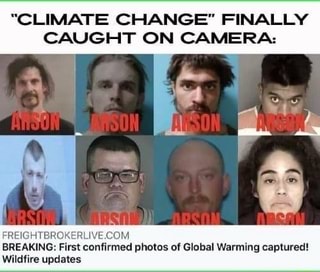 "CLIMATE CHANGE" FINALLY
CAUGHT ON CAMERA:
ARSON ARSON ARSON ARSON
ARSON ARSON ARSON ARSON
FREIGHTBROKERLIVE.COM
BREAKING: First confirmed photos of Global Warming captured!
Wildfire updates